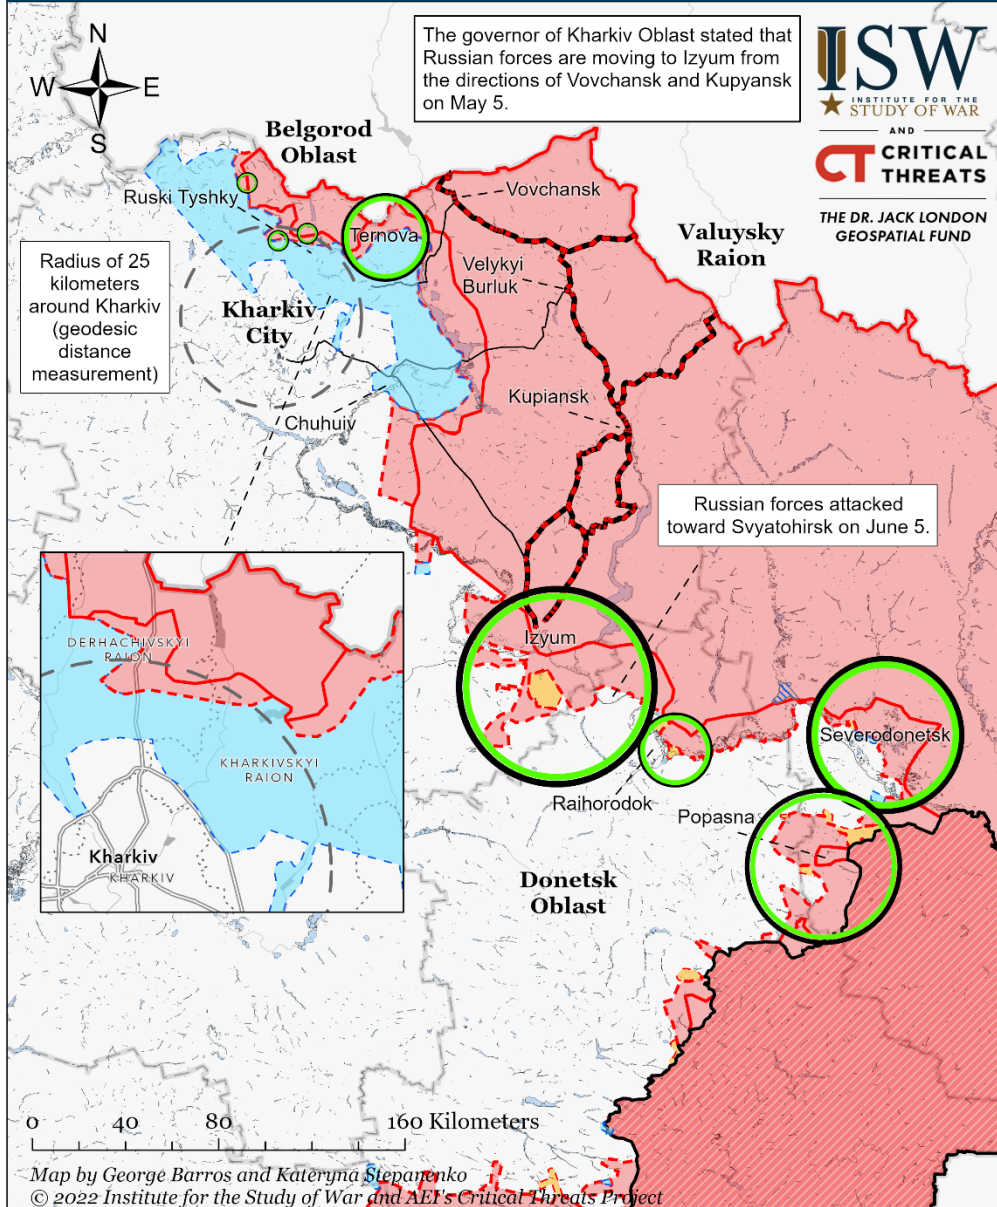 N
W
E
S
The governor of Kharkiv Oblast stated that
Russian forces are moving to Izyum from
the directions of Vovchansk and Kupyansk
on May 5.
ISW
INSTITUTE FOR THE
STUDY OF WAR
AND
CT CRITICAL
THREATS
THE DR. JACK LONDON
GEOSPATIAL FUND
Belgorod
Oblast
Ruski Tyshky
Ternova
Vovchansk
Valuysky
Raion
Radius of 25
kilometers
around Kharkiv
(geodesic
distance
measurement)
Velykyi
Burluk
Kharkiv
City
Kupiansk
Chuhuiv
Russian forces attacked
toward Svyatohirsk on June 5.
DERHACHIVSKYI
RAION
KHARKIVSKYI
RAION
Kharkiv
KHARKIV
Izyum
Severodonetsk
Raihorodok
Popasna
Donetsk
Oblast
0 40 80 160 Kilometers
Map by George Barros and Kateryna Stepanenko
© 2022 Institute for the Study of War and AEI's Critical Threats Project